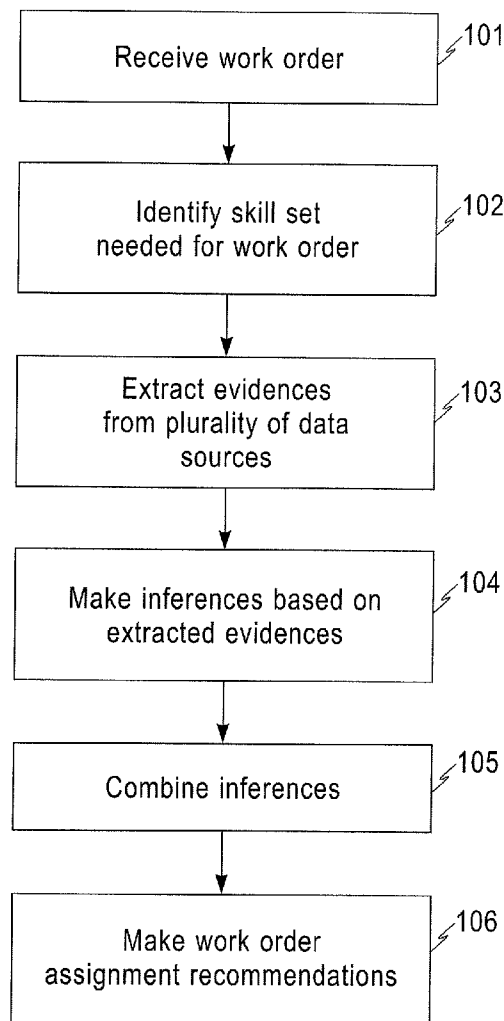 Receive work order
101
Identify skill set
needed for work order
102
Extract evidences
from plurality of data
sources
103
Make inferences based on
extracted evidences
104
Combine inferences
105
Make work order
assignment recommendations
106